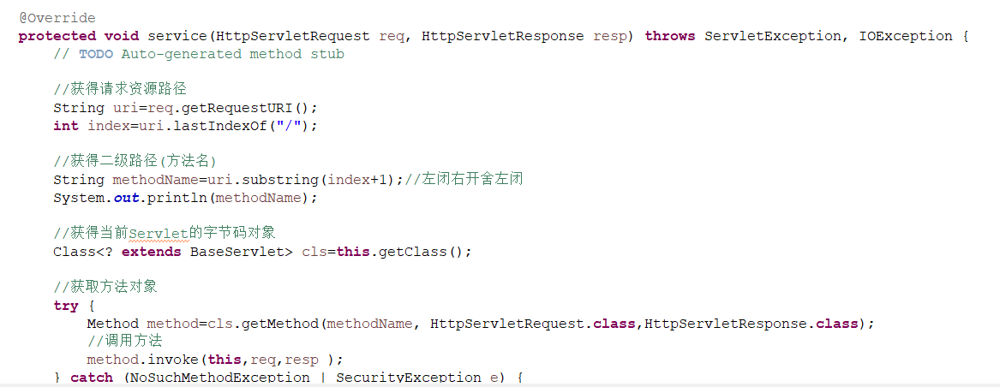 @Override
protected void service(HttpServletRequest req, HttpServletResponse resp) throws ServletException, IOException {
// TODO Auto-generated method stub
//获得请求资源路径
String uri=req.getRequestURI();
int index=uri.lastIndexOf("/");
//获得二级路径(方法名)
String methodName=uri.substring(index+1);//左闭右开舍左闭
System.out.println(methodName);
//获得当前Servlet的字节码对象
Class<? extends BaseServlet> cls=this.getClass();
//获取方法对象
try {
Method method=cls.getMethod(methodName, HttpServletRequest.class,HttpServletResponse.class);
//调用方法
method.invoke(this,req,resp );
} catch (NoSuchMethodException | SecurityException e) {